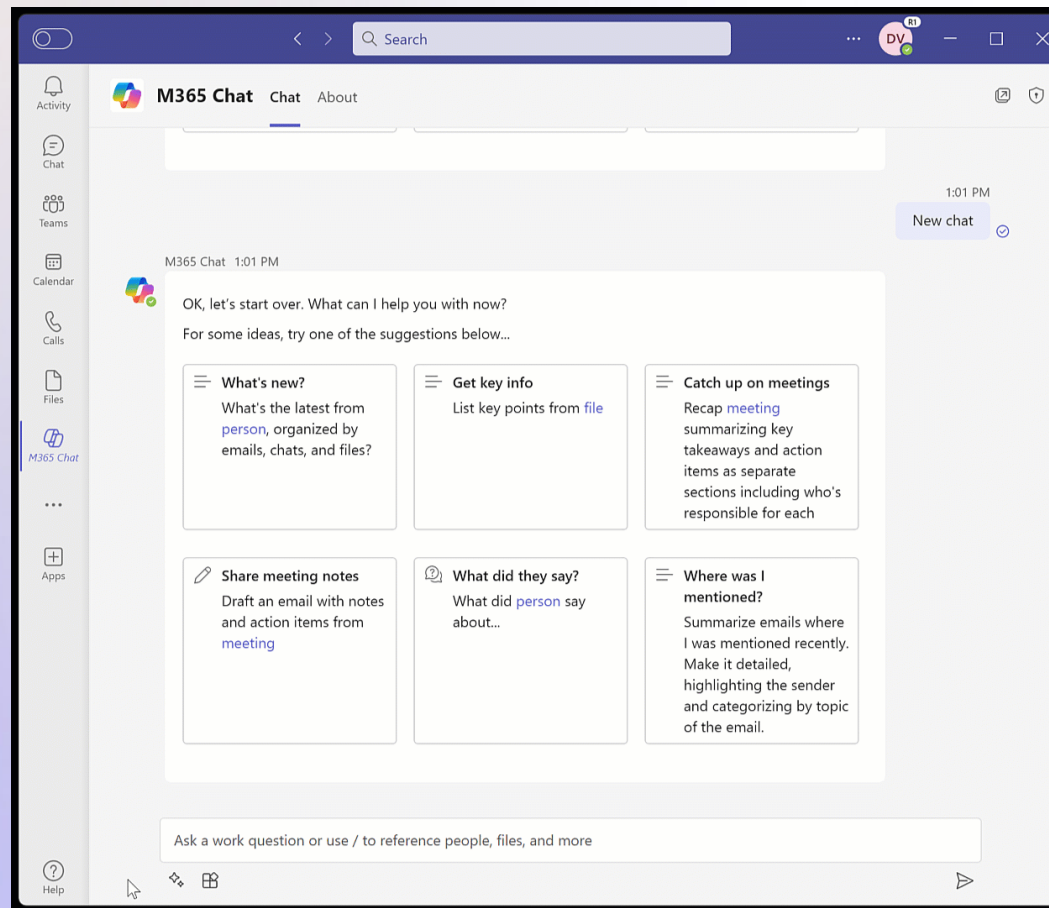 Search
DV
R1
Activity
Chat
Teams
Calendar
Calls
Files
M365 Chat
Apps
Help
M365 Chat Chat About
1:01 PM
New chat
M365 Chat 1:01 PM
OK, let's start over. What can I help you with now?
For some ideas, try one of the suggestions below...
What's new?
What's the latest from
person, organized by
emails, chats, and files?
Get key info
List key points from file
Catch up on meetings
Recap meeting
summarizing key
takeaways and action
items as separate
sections including who's
responsible for each
Share meeting notes
Draft an email with notes
and action items from
meeting
What did they say?
What did person say
about...
Where was I
mentioned?
Summarize emails where
I was mentioned recently.
Make it detailed,
highlighting the sender
and categorizing by topic
of the email.
Ask a work question or use / to reference people, files, and more